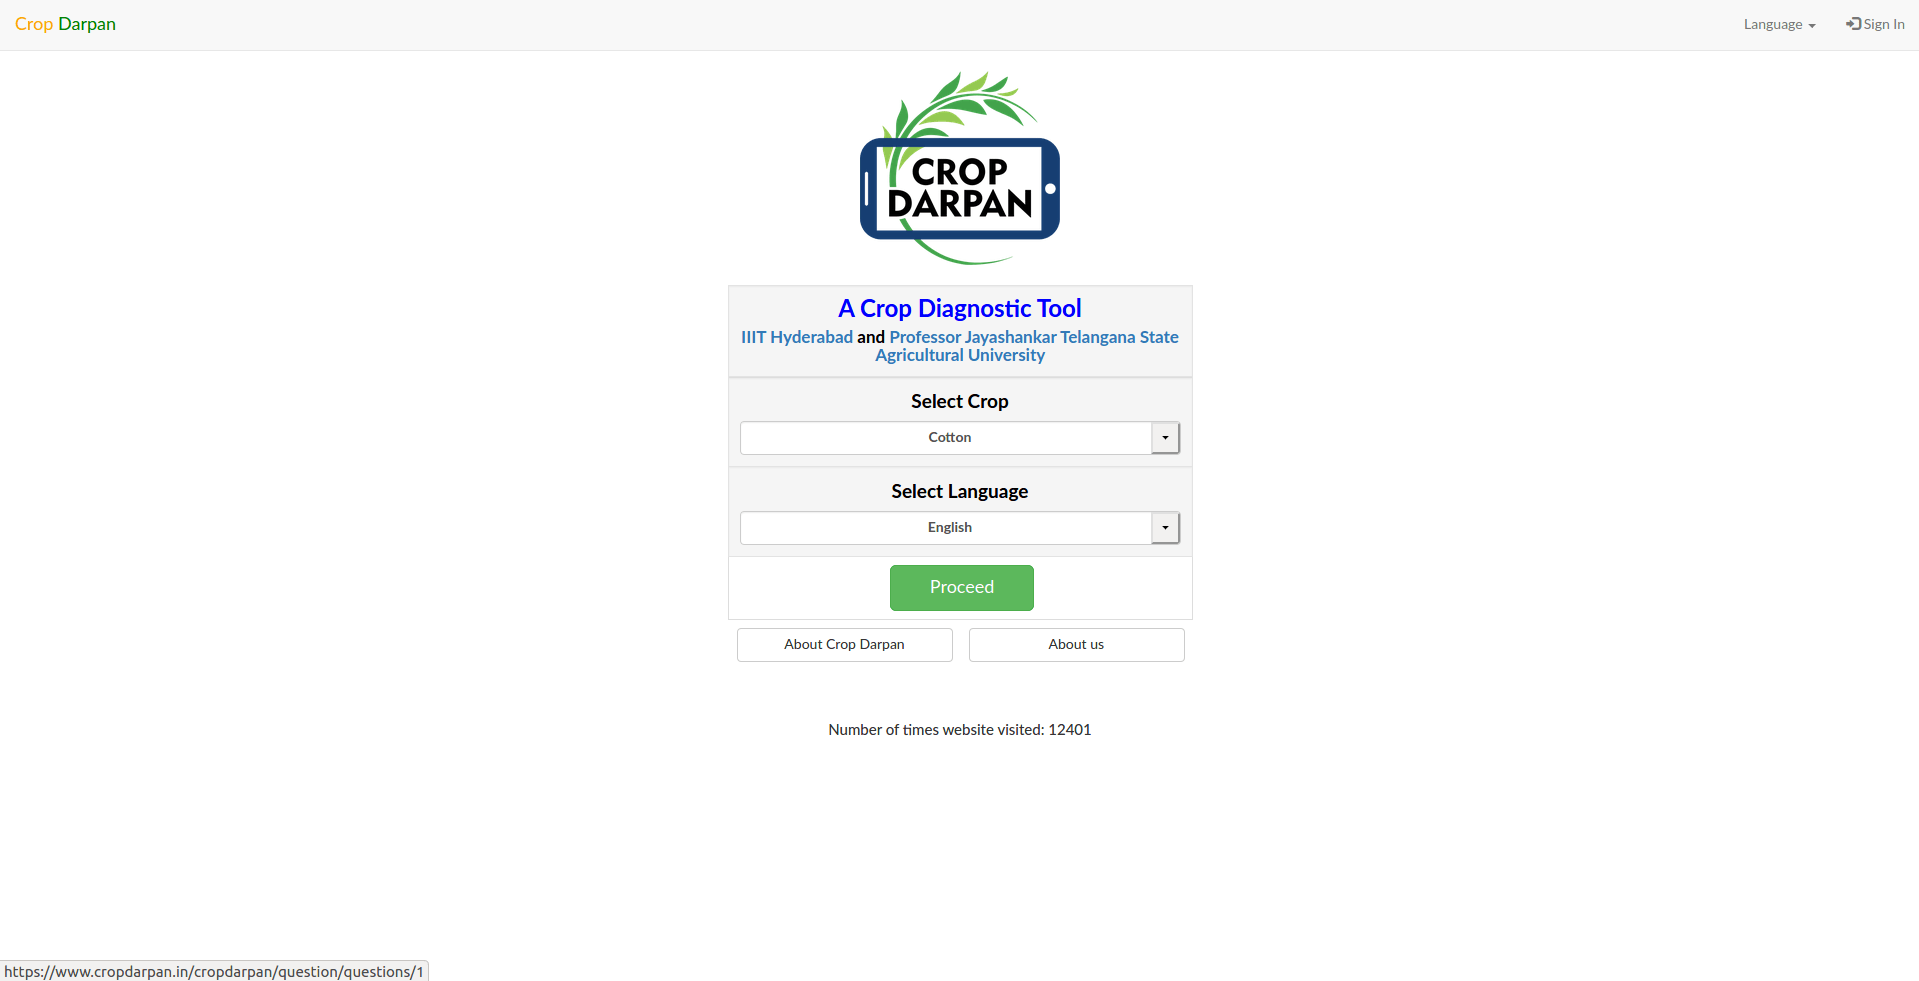 Crop Darpan
Language
Sign In
CROP
DARPAN
A Crop Diagnostic Tool
IIIT Hyderabad and Professor Jayashankar Telangana State
Agricultural University
Select Crop
Cotton
Select Language
English
Proceed
About Crop Darpan
About us
Number of times website visited: 12401
https://www.cropdarpan.in/cropdarpan/question/questions/1